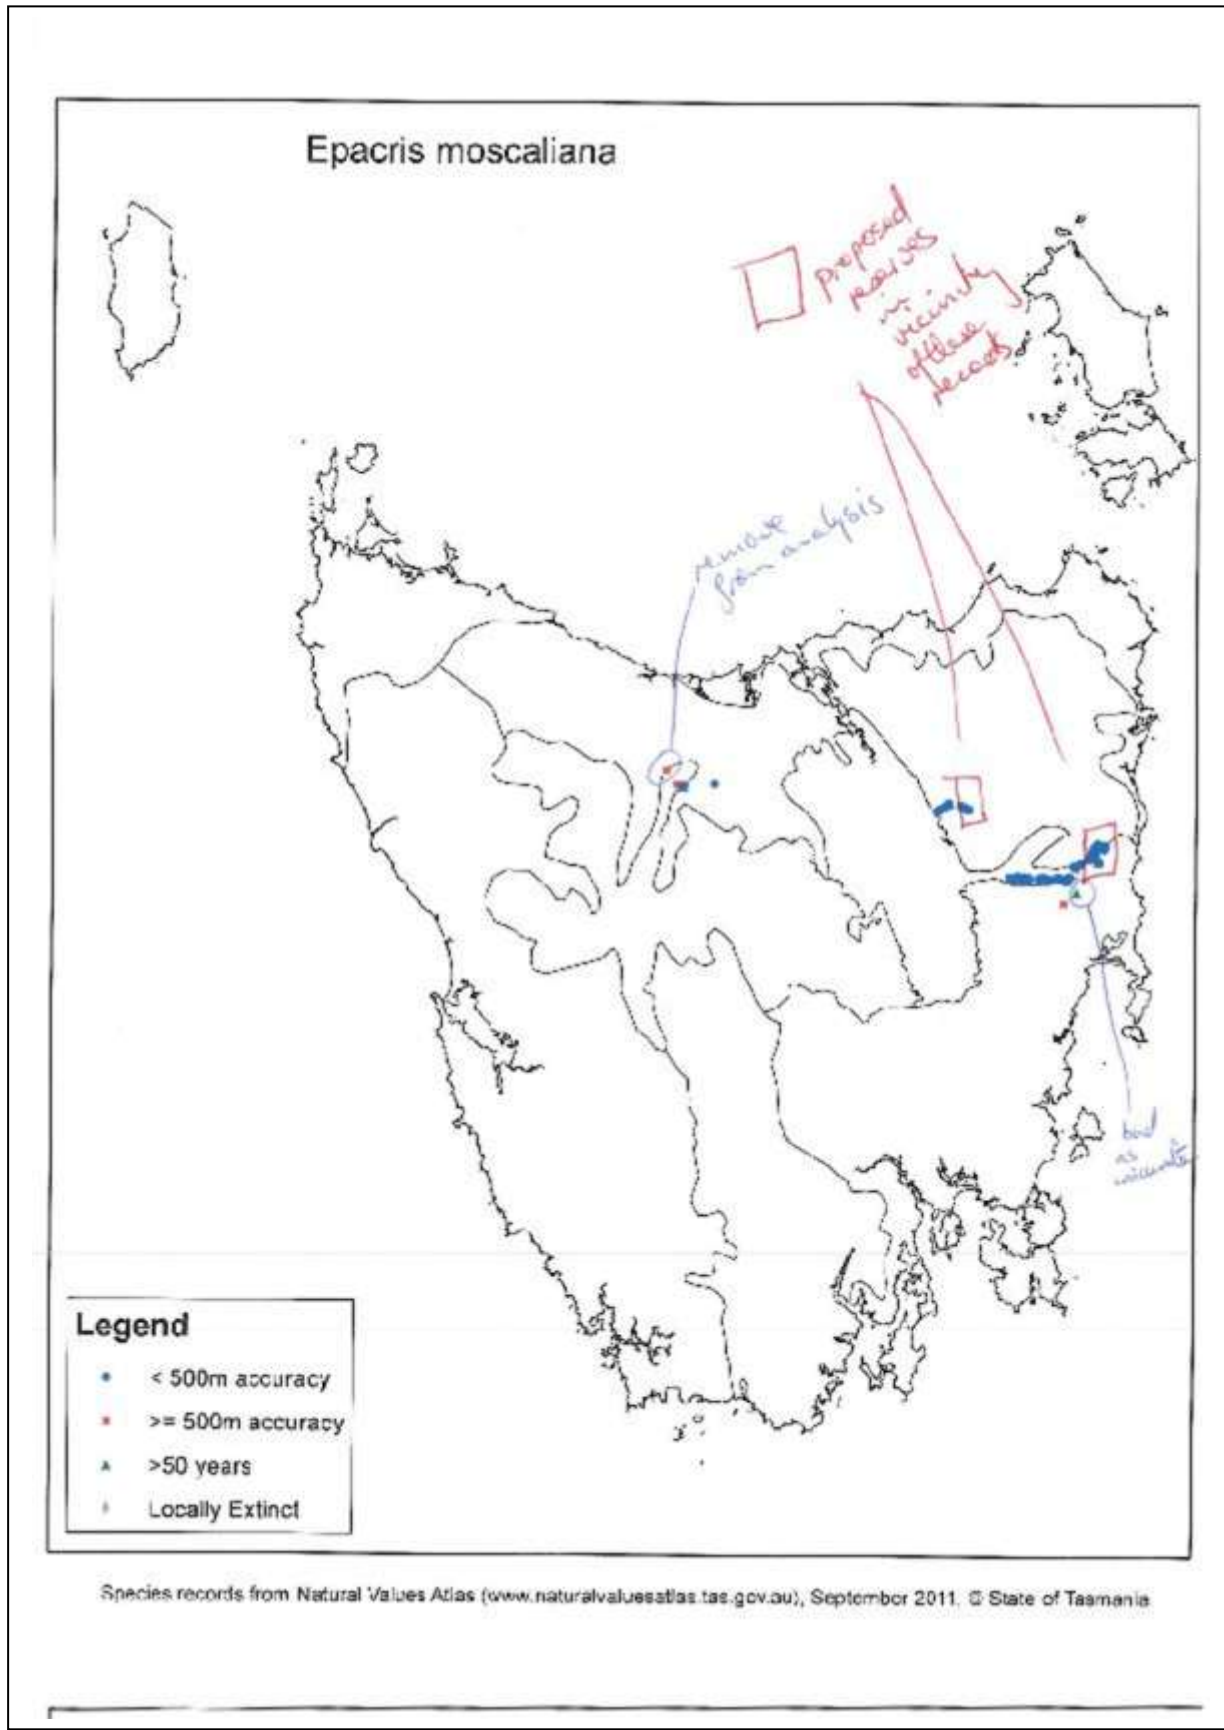 Epacris moscaliana
proposed
reserves
in
vicinity
of these
records
remove
from analysis
bad
as
inaccurate
Legend
< 500m accuracy
>= 500m accuracy
>50 years
Locally Extinct
Species records from Natural Values Atlas (www.naturalvaluesatlas.tas.gov.au), September 2011. © State of Tasmania